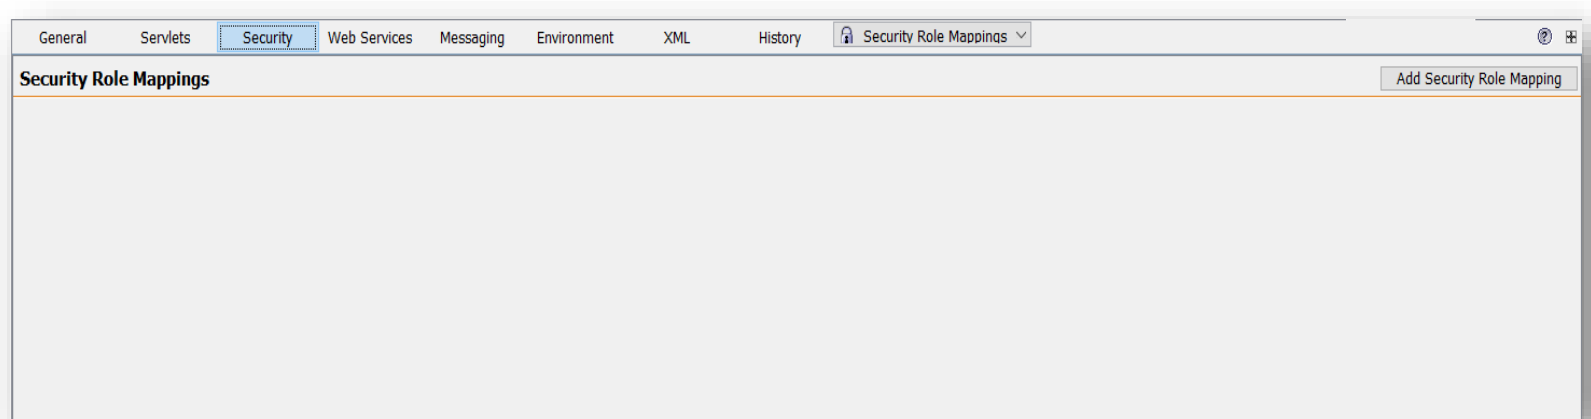 General Servlets Security Web Services Messaging Environment XML History Security Role Mappings
Security Role Mappings Add Security Role Mapping